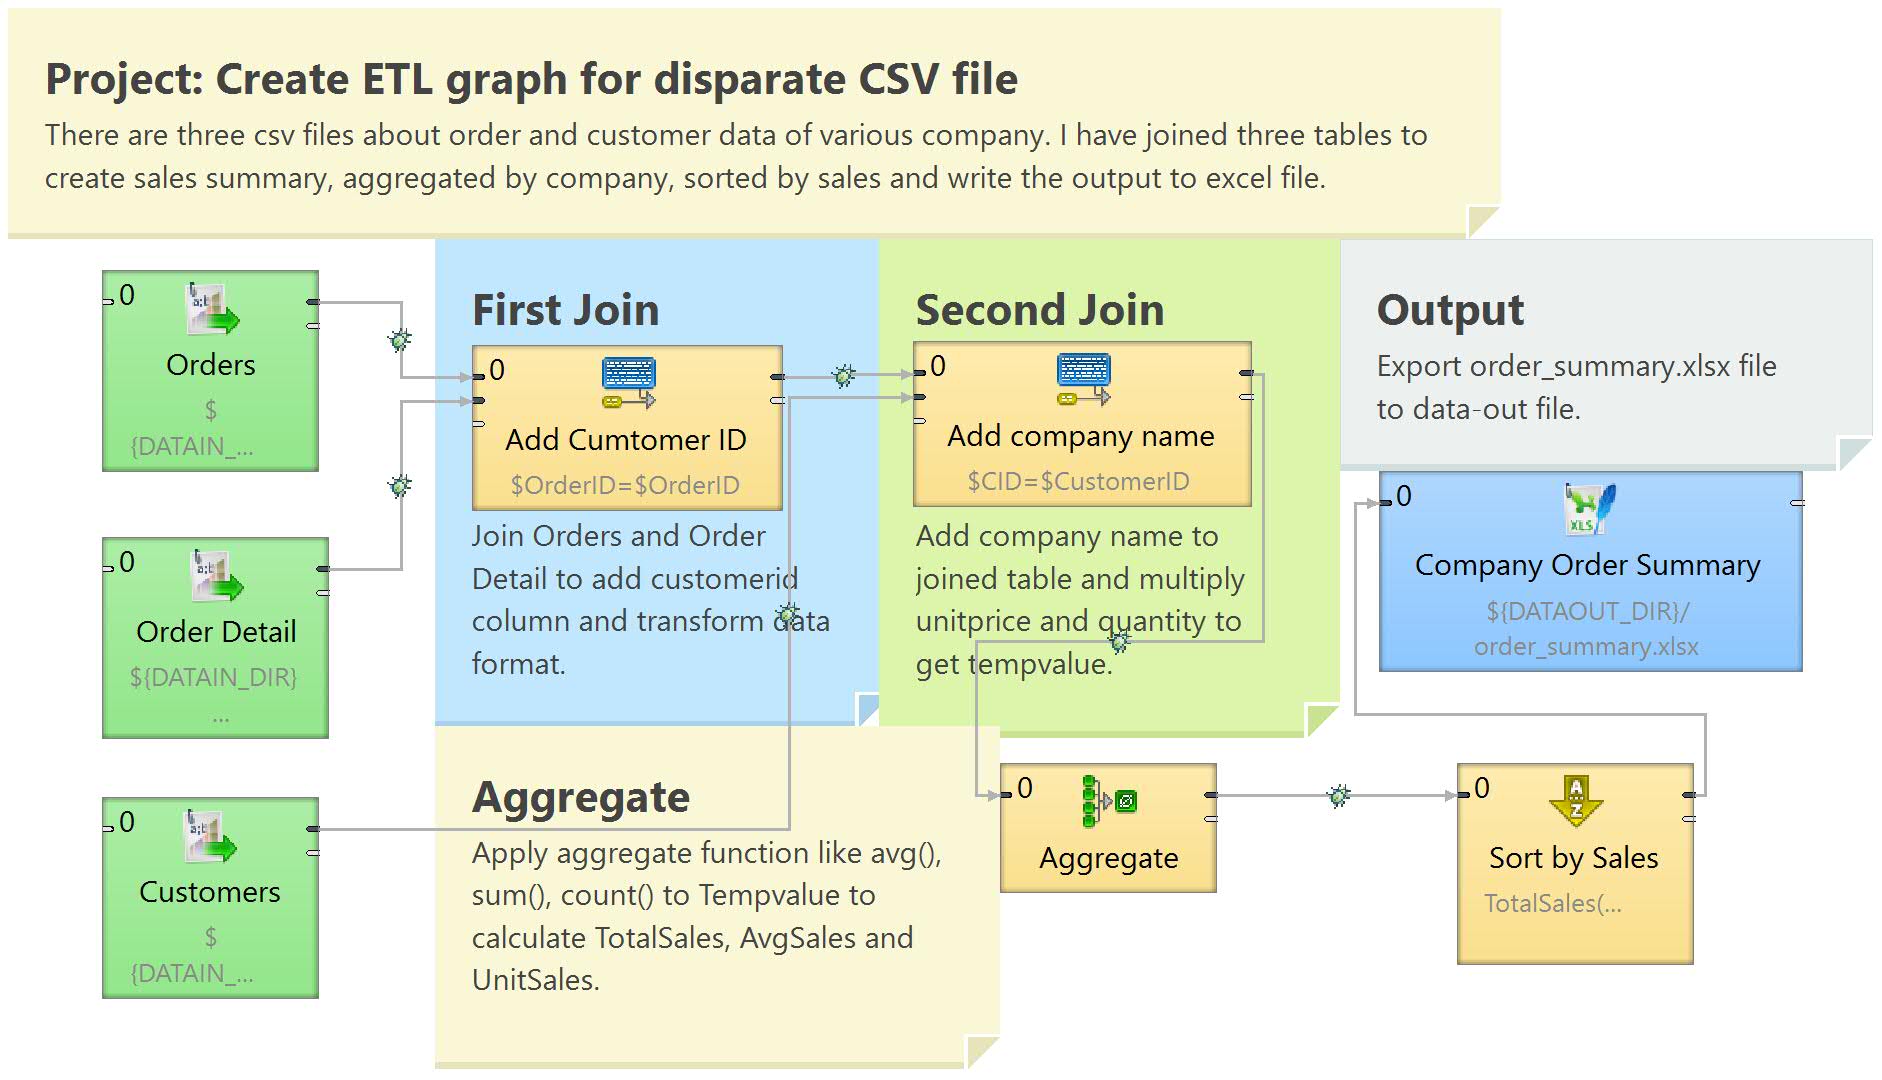 Project: Create ETL graph for disparate CSV file
There are three csv files about order and customer data of various company. I have joined three tables to
create sales summary, aggregated by company, sorted by sales and write the output to excel file.
0
Orders
$
{DATAIN_...
0
Order Detail
${DATAIN_DIR}
...
0
Customers
$
{DATAIN_...
First Join
0
Add Cumtomer ID
$OrderID=$OrderID
Join Orders and Order
Detail to add customerid
column and transform data
format.
Second Join
0
Add company name
$CID=$CustomerID
Add company name to
joined table and multiply
unitprice and quantity to
get tempvalue.
Aggregate
Apply aggregate function like avg(),
sum(), count() to Tempvalue to
calculate TotalSales, AvgSales and
UnitSales.
0
Aggregate
0
A
Z
Sort by Sales
TotalSales(...
Output
Export order_summary.xlsx file
to data-out file.
0
XLS
Company Order Summary
${DATAOUT_DIR}/
order_summary.xlsx